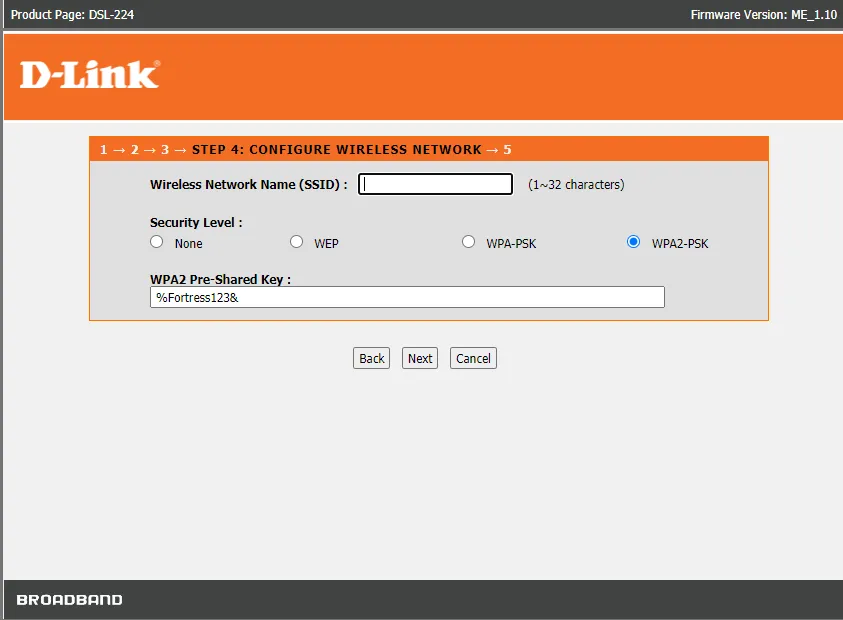 Product Page: DSL-224 Firmware Version: ME_1.10
D-Link®
1 → 2 → 3 → STEP 4: CONFIGURE WIRELESS NETWORK → 5
Wireless Network Name (SSID) : (1~32 characters)
Security Level :
None WEP WPA-PSK WPA2-PSK
WPA2 Pre-Shared Key :
%Fortress123&
Back Next Cancel
BROADBAND